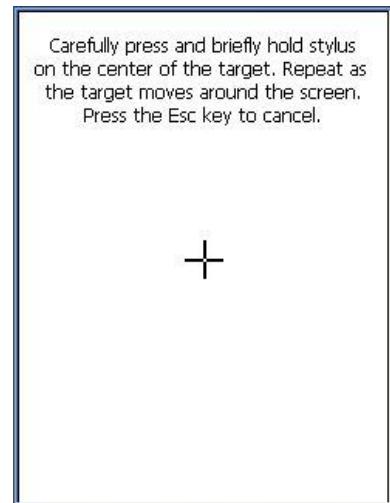 Carefully press and briefly hold stylus
on the center of the target. Repeat as
the target moves around the screen.
Press the Esc key to cancel.